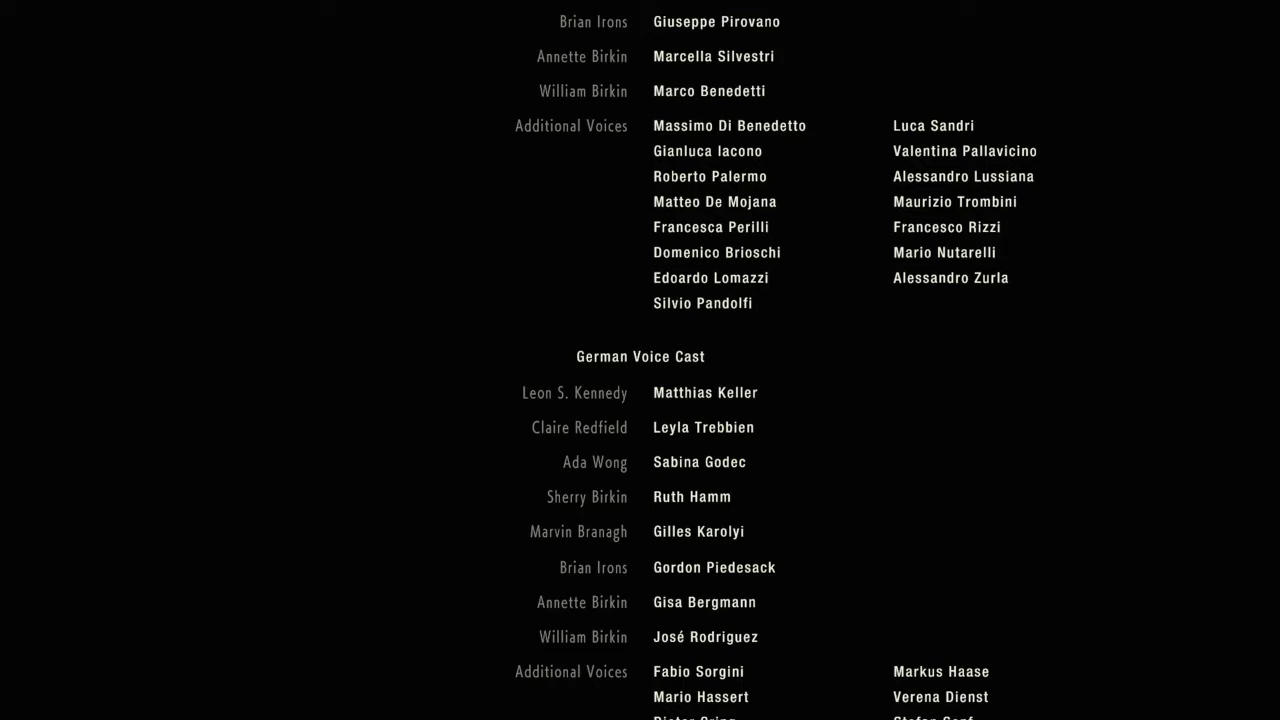 Brian Irons Giuseppe Pirovano
Annette Birkin Marcella Silvestri
William Birkin Marco Benedetti
Additional Voices Massimo Di Benedetto Luca Sandri
Gianluca Iacono Valentina Pallavicino
Roberto Palermo Alessandro Lussiana
Matteo De Mojana Maurizio Trombini
Francesca Perilli Francesco Rizzi
Domenico Brioschi Mario Nutarelli
Edoardo Lomazzi Alessandro Zurla
Silvio Pandolfi
German Voice Cast
Leon S. Kennedy Matthias Keller
Claire Redfield Leyla Trebbien
Ada Wong Sabina Godec
Sherry Birkin Ruth Hamm
Marvin Branagh Gilles Karolyi
Brian Irons Gordon Piedesack
Annette Birkin Gisa Bergmann
William Birkin José Rodriguez
Additional Voices Fabio Sorgini Markus Haase
Mario Hassert Verena Dienst